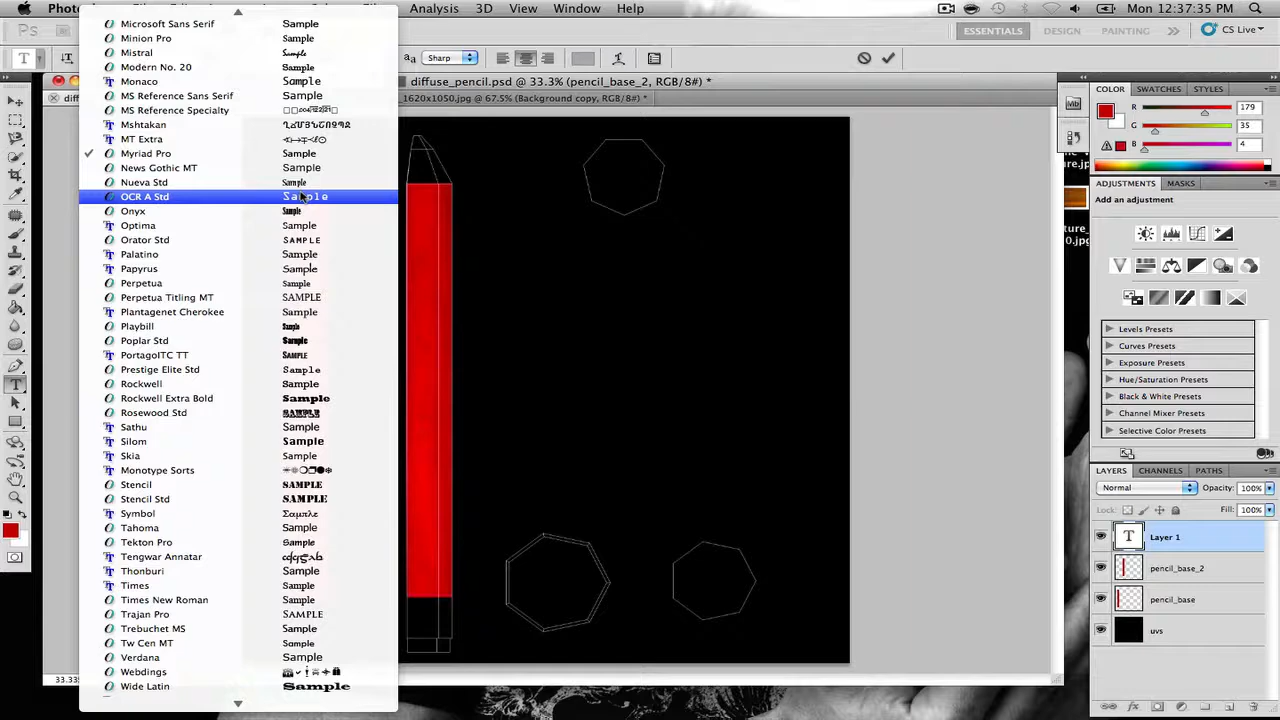 Photo
Analysis
3D
View
Window
Help
Mon 12:37:35 PM
Ps
ESSENTIALS
DESIGN
PAINTING
CS Live
T
Sharp
diffuse_pencil.psd @ 33.3% (pencil_base_2, RGB/8#) *
diff
_1620x1050.jpg @ 67.5% (Background copy, RGB/8#) *
Microsoft Sans Serif Sample
Minion Pro Sample
Mistral Sample
Modern No. 20 Sample
Monaco Sample
MS Reference Sans Serif Sample
MS Reference Specialty
Mshtakan
MT Extra
Myriad Pro Sample
News Gothic MT Sample
Nueva Std Sample
OCR A Std Sample
Onyx Sample
Optima Sample
Orator Std SAMPLE
Palatino Sample
Papyrus Sample
Perpetua Sample
Perpetua Titling MT SAMPLE
Plantagenet Cherokee Sample
Playbill Sample
Poplar Std Sample
PortagoITC TT SAMPLE
Prestige Elite Std Sample
Rockwell Sample
Rockwell Extra Bold Sample
Rosewood Std SAMPLE
Sathu Sample
Silom Sample
Skia Sample
Monotype Sorts
Stencil SAMPLE
Stencil Std SAMPLE
Symbol Σαμπλε
Tahoma Sample
Tekton Pro Sample
Tengwar Annatar
Thonburi Sample
Times Sample
Times New Roman Sample
Trajan Pro SAMPLE
Trebuchet MS Sample
Tw Cen MT Sample
Verdana Sample
Webdings
Wide Latin Sample
33.33
Mb
COLOR
SWATCHES
STYLES
R 179
G 35
B 4
ADJUSTMENTS
MASKS
Add an adjustment
Levels Presets
Curves Presets
Exposure Presets
Hue/Saturation Presets
Black & White Presets
Channel Mixer Presets
Selective Color Presets
LAYERS
CHANNELS
PATHS
Normal
Opacity: 100%
Lock:
Fill: 100%
T Layer 1
pencil_base_2
pencil_base
uvs